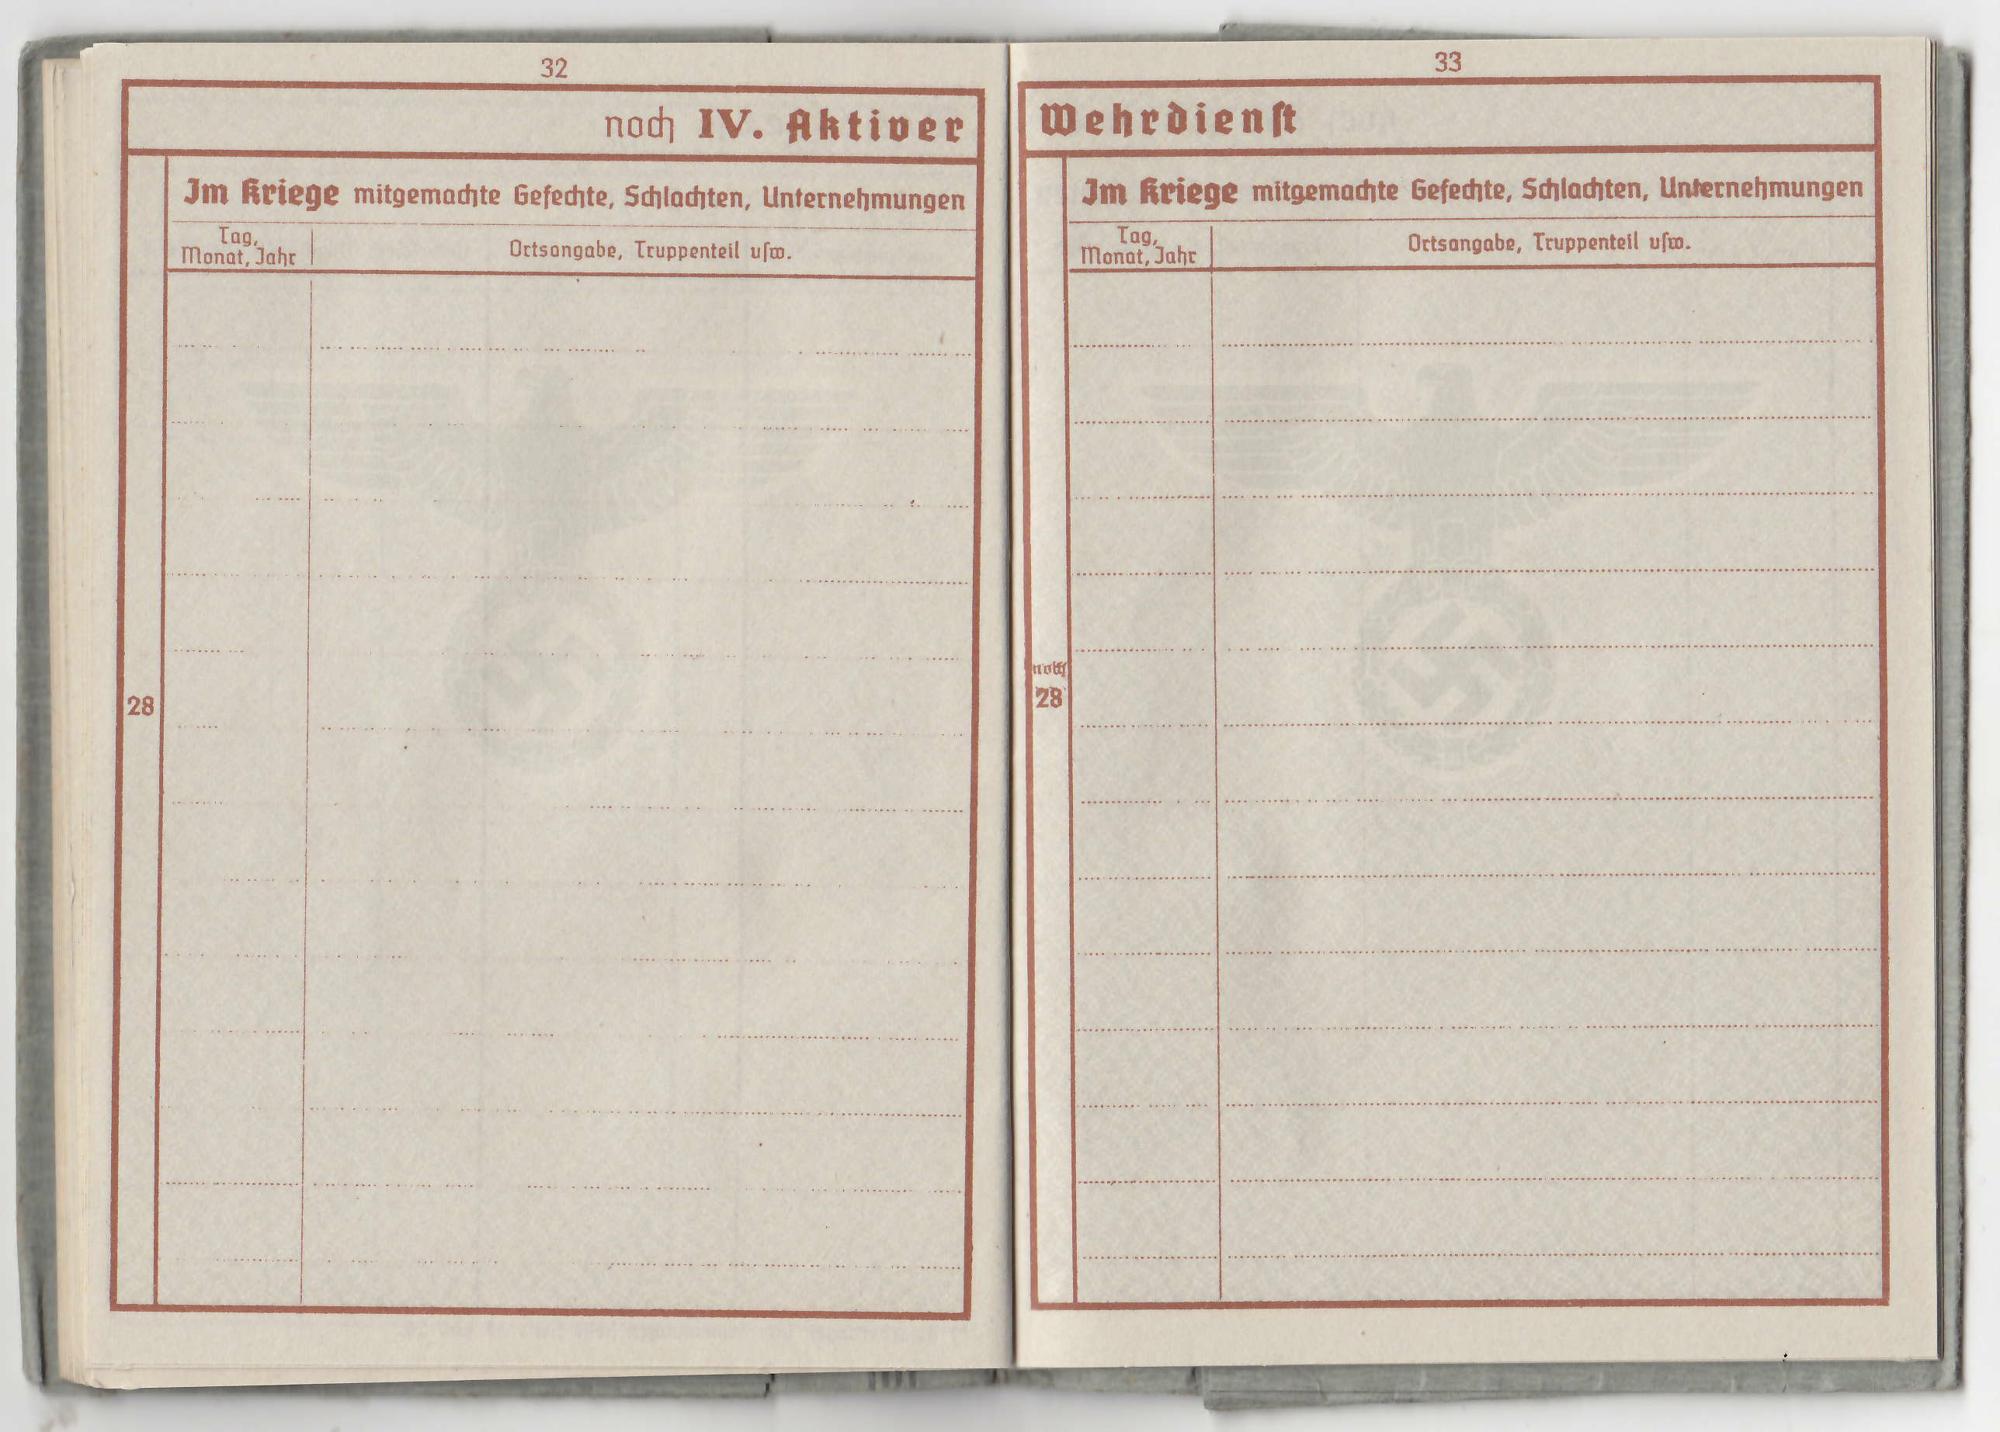 32
noch IV. Aktiver
Im Kriege mitgemachte Gefechte, Schlachten, Unternehmungen
Tag,
Monat, Jahr
Ortsangabe, Truppenteil usw.
28
33
Wehrdienst
Im Kriege mitgemachte Gefechte, Schlachten, Unternehmungen
Tag,
Monat, Jahr
Ortsangabe, Truppenteil usw.
noch
28